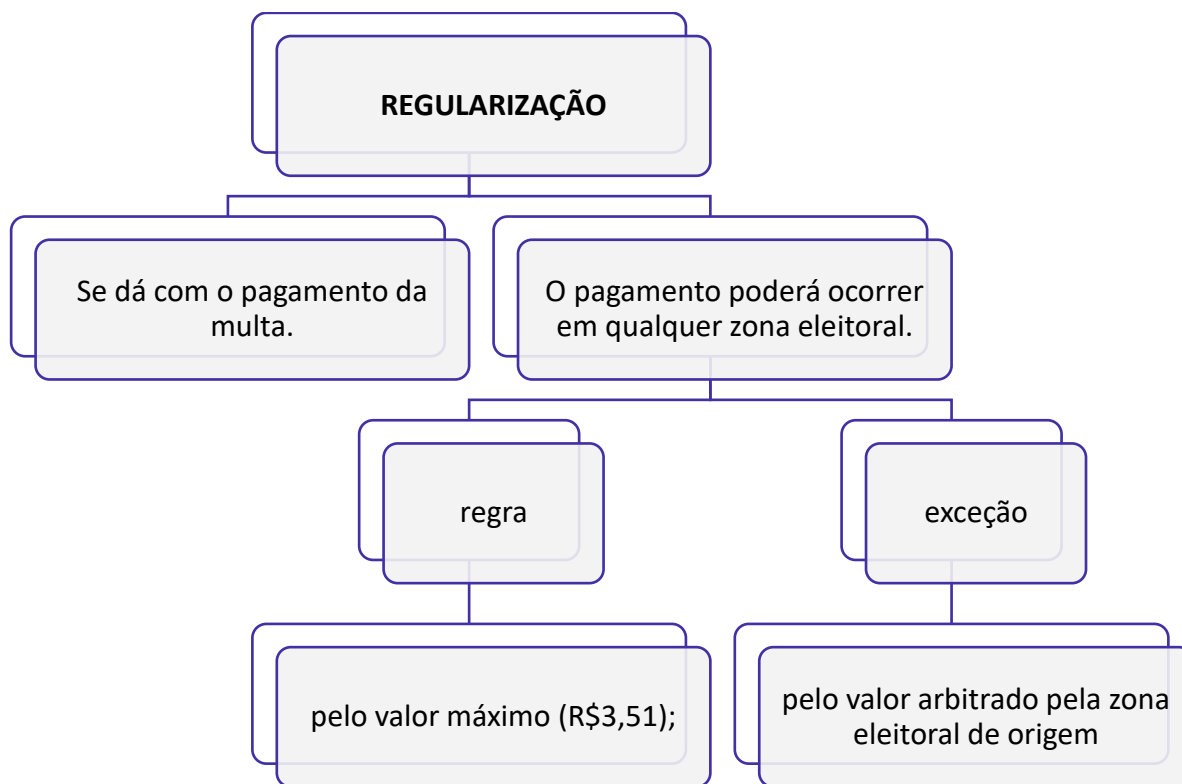 REGULARIZAÇÃO
Se dá com o pagamento da
multa.
O pagamento poderá ocorrer
em qualquer zona eleitoral.
regra
exceção
pelo valor máximo (R$3,51);
pelo valor arbitrado pela zona
eleitoral de origem